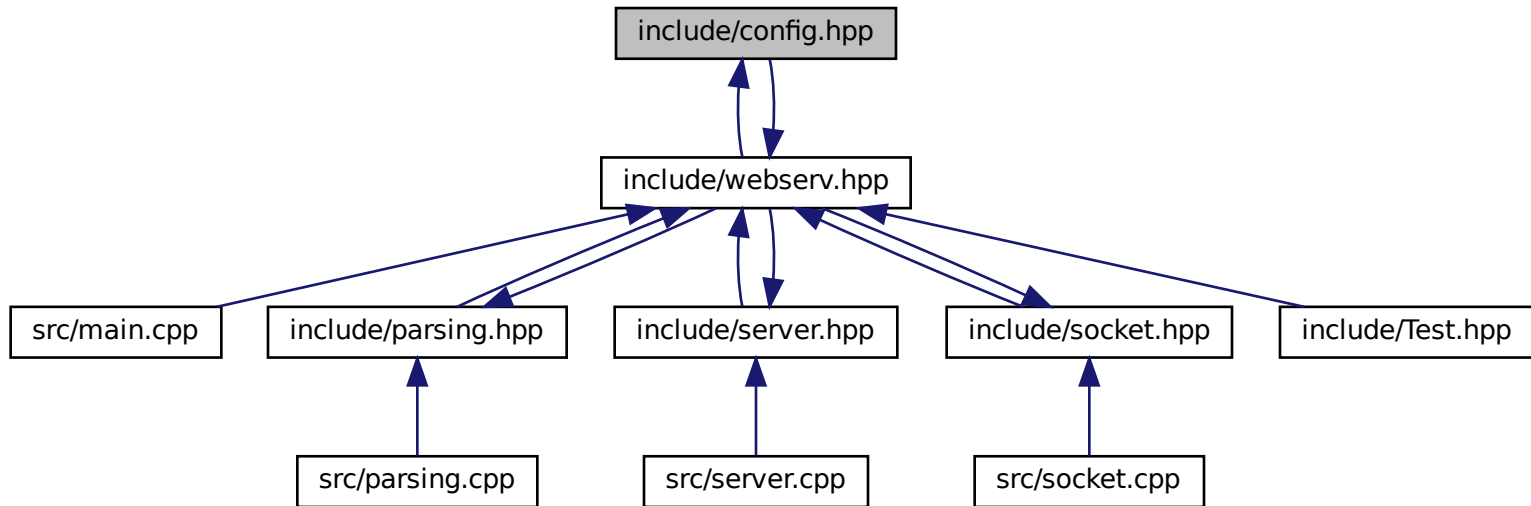 include/config.hpp
include/webserv.hpp
src/main.cpp
include/parsing.hpp
include/server.hpp
include/socket.hpp
include/Test.hpp
src/parsing.cpp
src/server.cpp
src/socket.cpp